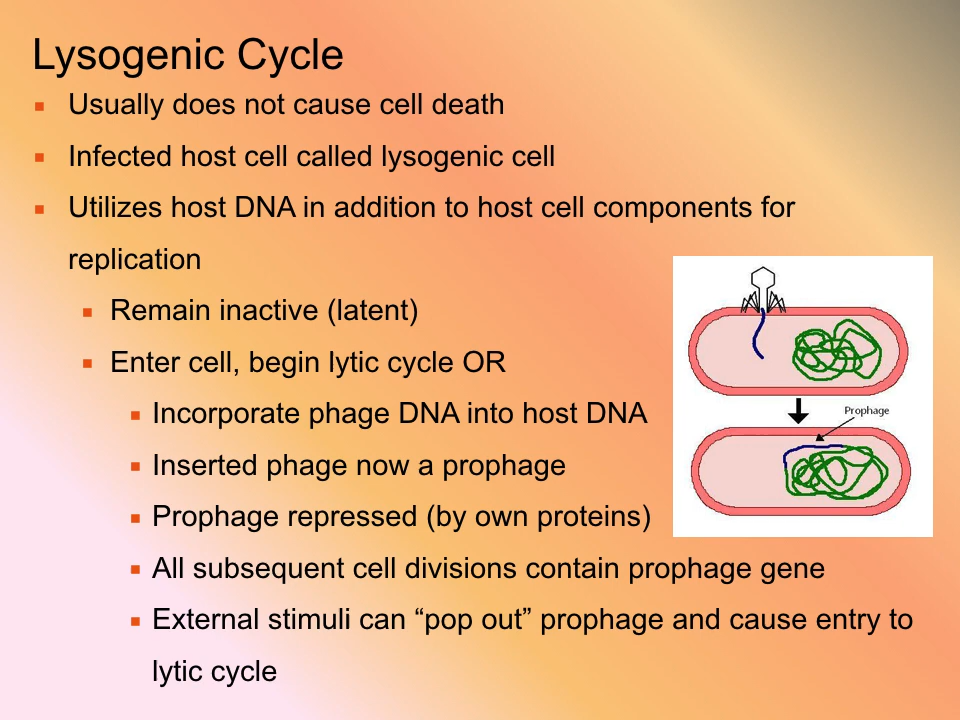 Lysogenic Cycle
Usually does not cause cell death
Infected host cell called lysogenic cell
Utilizes host DNA in addition to host cell components for
replication
Remain inactive (latent)
Enter cell, begin lytic cycle OR
Incorporate phage DNA into host DNA
Prophage
Inserted phage now a prophage
Prophage repressed (by own proteins)
All subsequent cell divisions contain prophage gene
External stimuli can “pop out” prophage and cause entry to
lytic cycle